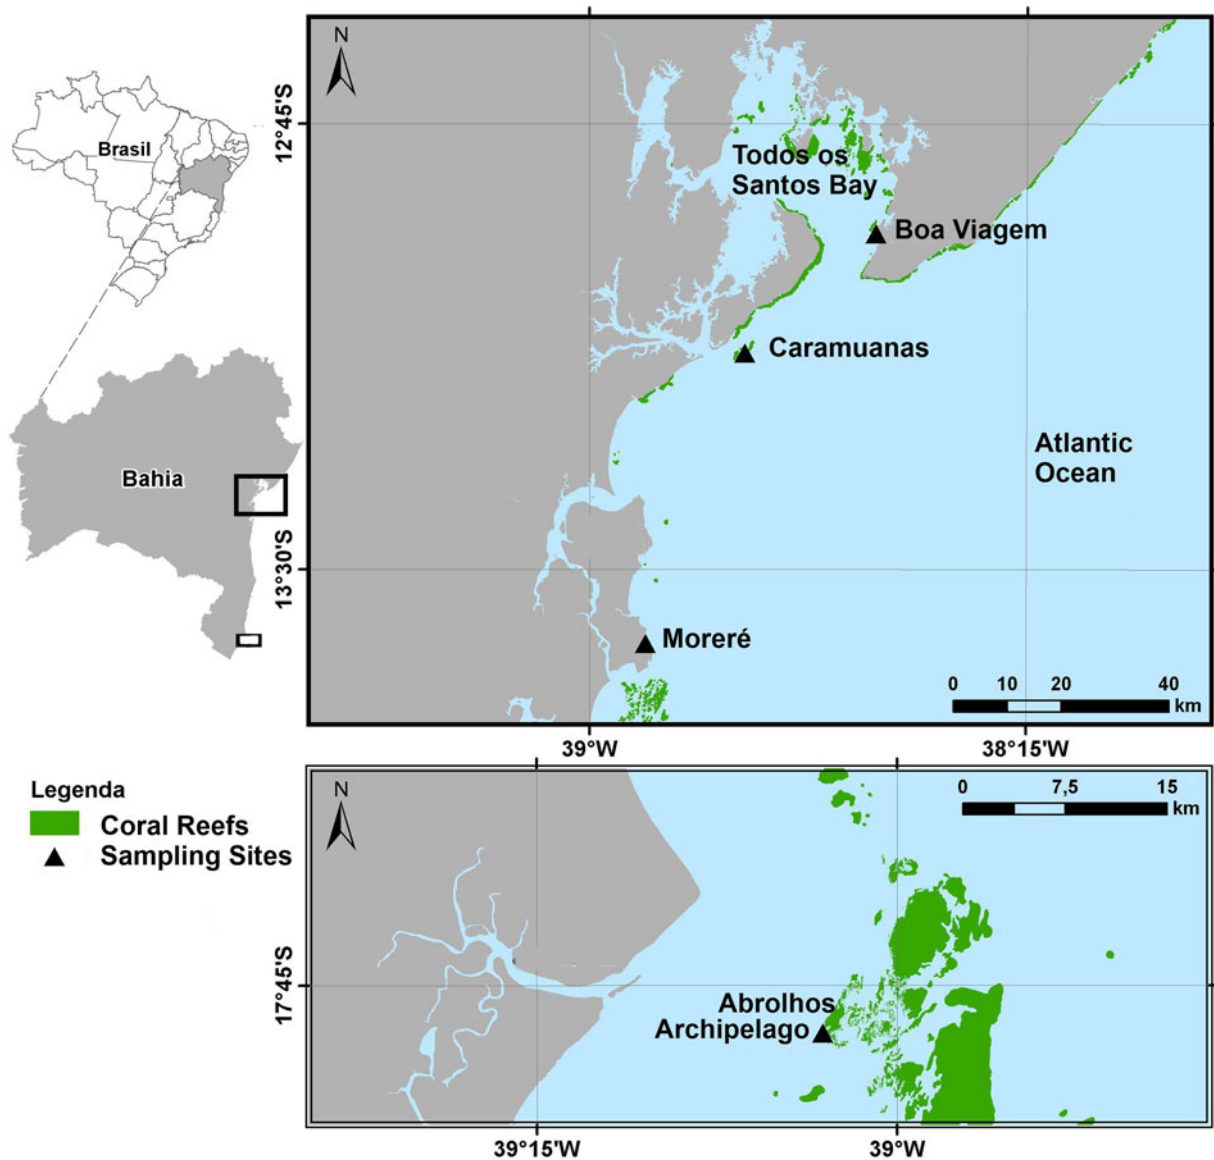 Brasil
Bahia
N
12°45'S
13°30'S
Todos os
Santos Bay
Boa Viagem
Caramuanas
Atlantic
Ocean
Moreré
0 10 20 40
km
39°W
38°15'W
Legenda
Coral Reefs
Sampling Sites
N
0 7,5 15
km
17°45'S
Abrolhos
Archipelago
39°15'W
39°W